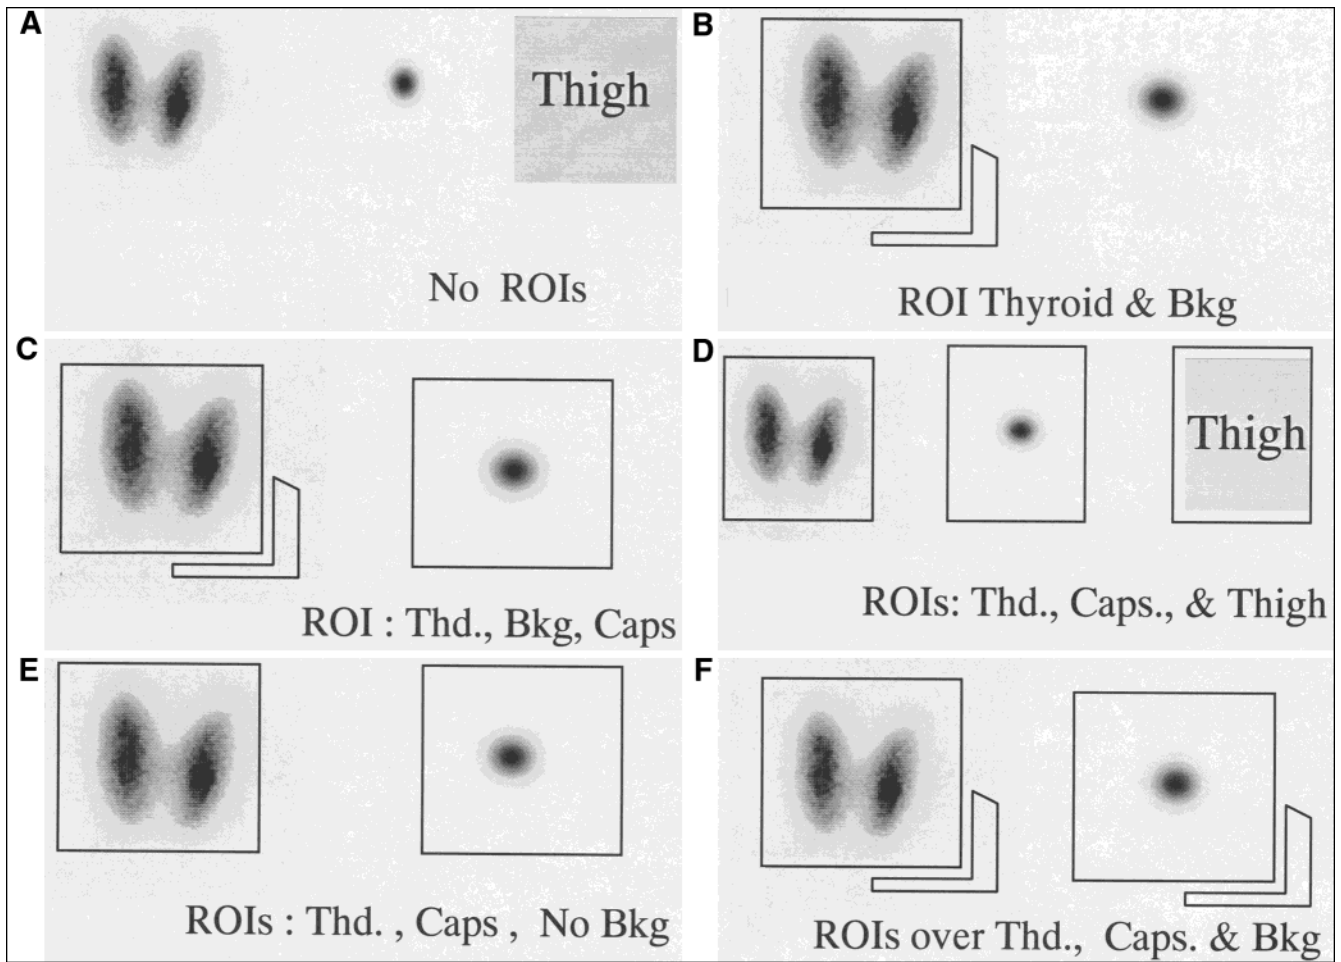 A
Thigh
No ROIs
B
ROI Thyroid & Bkg
C
ROI : Thd., Bkg, Caps
D
Thigh
ROIs: Thd., Caps., & Thigh
E
ROIs : Thd. , Caps , No Bkg
F
ROIs over Thd., Caps. & Bkg